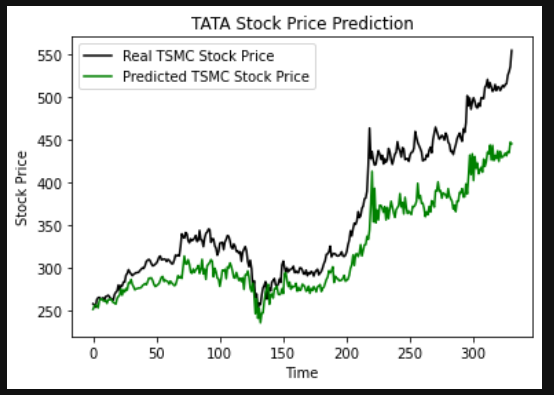 TATA Stock Price Prediction
Real TSMC Stock Price
Predicted TSMC Stock Price
Stock Price
550
500
450
400
350
300
250
0 50 100 150 200 250 300
Time